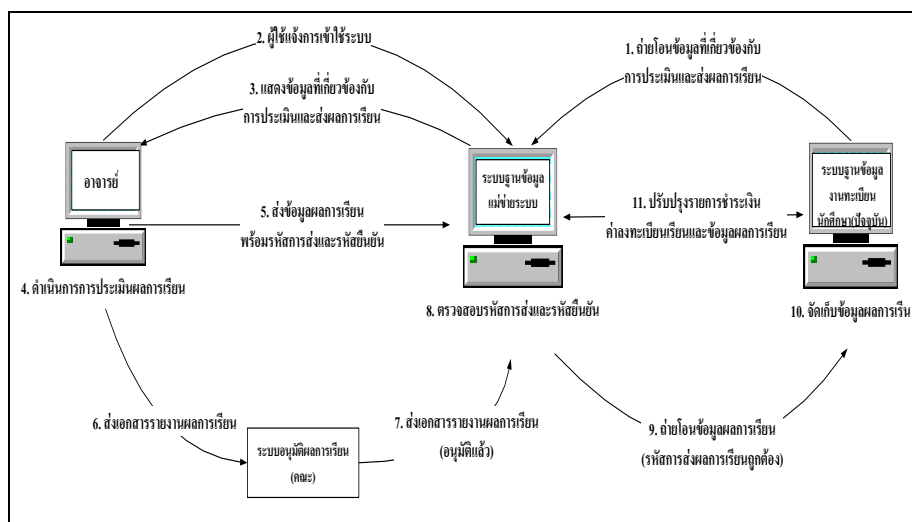 2. ผู้ใช้แจ้งการเข้าใช้ระบบ
1. ถ่ายโอนข้อมูลที่เกี่ยวข้องกับ
การประเมินและส่งผลการเรียน
3. แสดงข้อมูลที่เกี่ยวข้องกับ
การประเมินและส่งผลการเรียน
อาจารย์
ระบบฐานข้อมูล
แม่ข่ายระบบ
ระบบฐานข้อมูล
งานทะเบียน
นักศึกษา(ปัจจุบัน)
5. ส่งข้อมูลผลการเรียน
พร้อมรหัสการส่งและรหัสยืนยัน
11. ปรับปรุงรายการชำระเงิน
ค่าลงทะเบียนเรียนและข้อมูลผลการเรียน
4. ดำเนินการการประเมินผลการเรียน
8. ตรวจสอบรหัสการส่งและรหัสยืนยัน
10. จัดเก็บข้อมูลผลการเรีน
6. ส่งเอกสารรายงานผลการเรียน
7. ส่งเอกสารรายงานผลการเรียน
(อนุมัติแล้ว)
9. ถ่ายโอนข้อมูลผลการเรียน
(รหัสการส่งผลการเรียนถูกต้อง)
ระบบอนุมัติผลการเรียน
(คณะ)